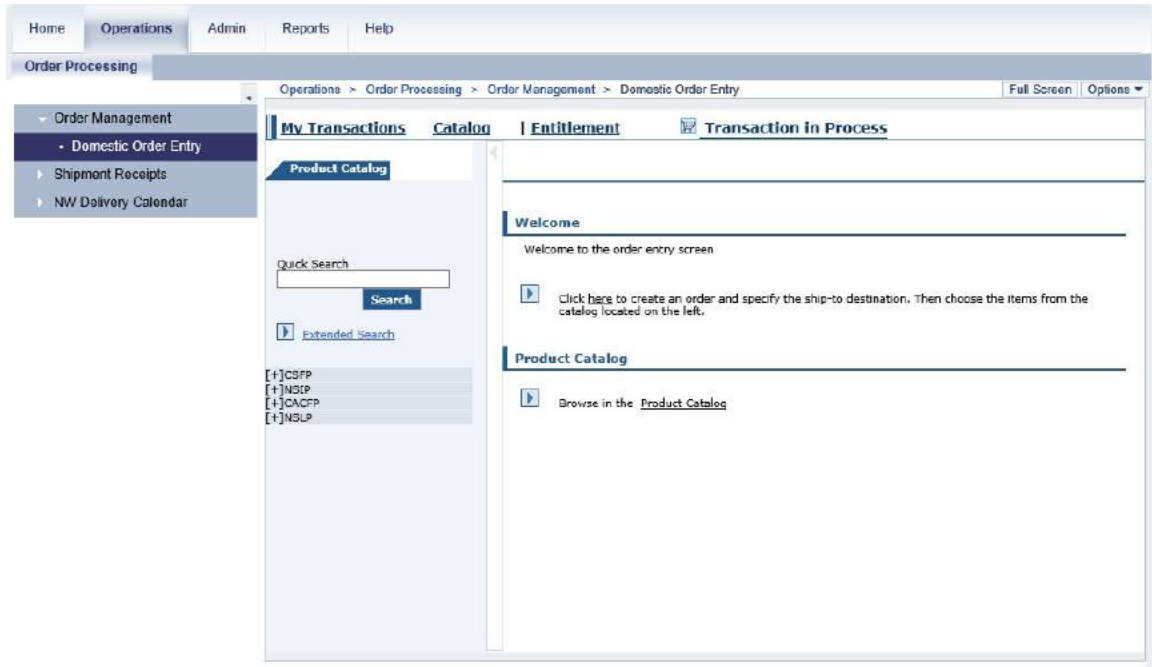 Home Operations Admin Reports Help
Order Processing
Operations > Order Processing > Order Management > Domestic Order Entry Full Screen Options
Order Management
• Domestic Order Entry
Shipment Receipts
NW Delivery Calendar
My Transactions Catalog | Entitlement Transaction in Process
Product Catalog
Quick Search
Search
Extended Search
[+]CSFP
[+]NSIP
[+]CACFP
[+]NSLP
Welcome
Welcome to the order entry screen
Click here to create an order and specify the ship-to destination. Then choose the items from the
catalog located on the left.
Product Catalog
Browse in the Product Catalog